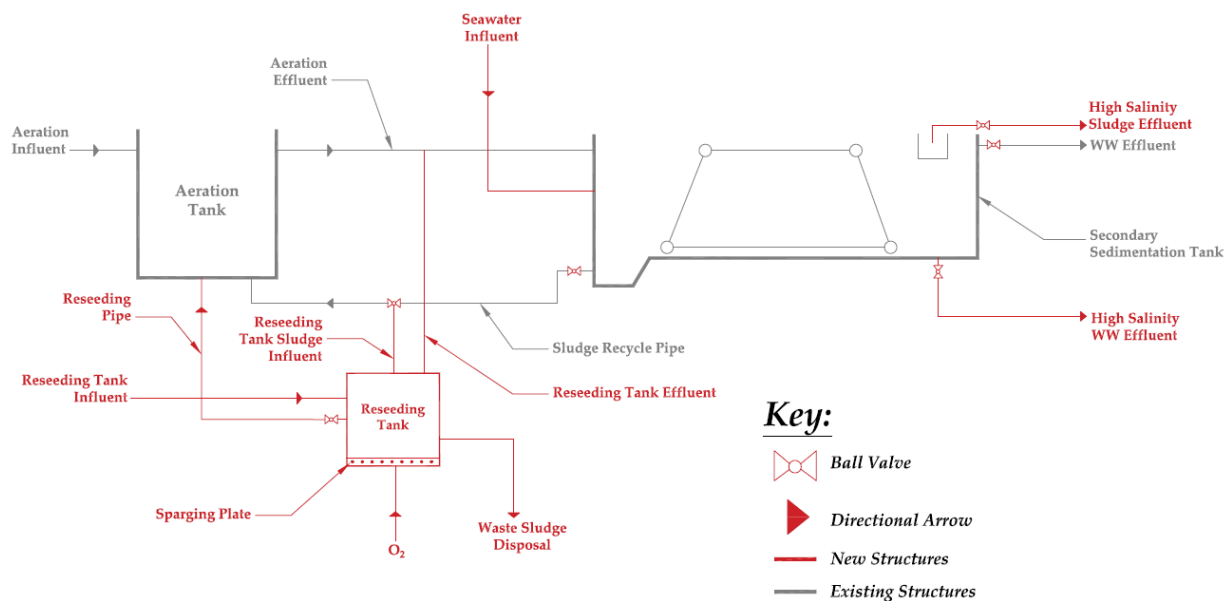 Seawater
Influent
Aeration
Effluent
High Salinity
Sludge Effluent
Aeration
Influent
WW Effluent
Aeration
Tank
Secondary
Sedimentation Tank
Reseeding
Pipe
Reseeding
Tank Sludge
Influent
Sludge Recycle Pipe
High Salinity
WW Effluent
Reseeding Tank
Influent
Reseeding Tank Effluent
Reseeding
Tank
Sparging Plate
O₂
Waste Sludge
Disposal
Key:
Ball Valve
Directional Arrow
New Structures
Existing Structures